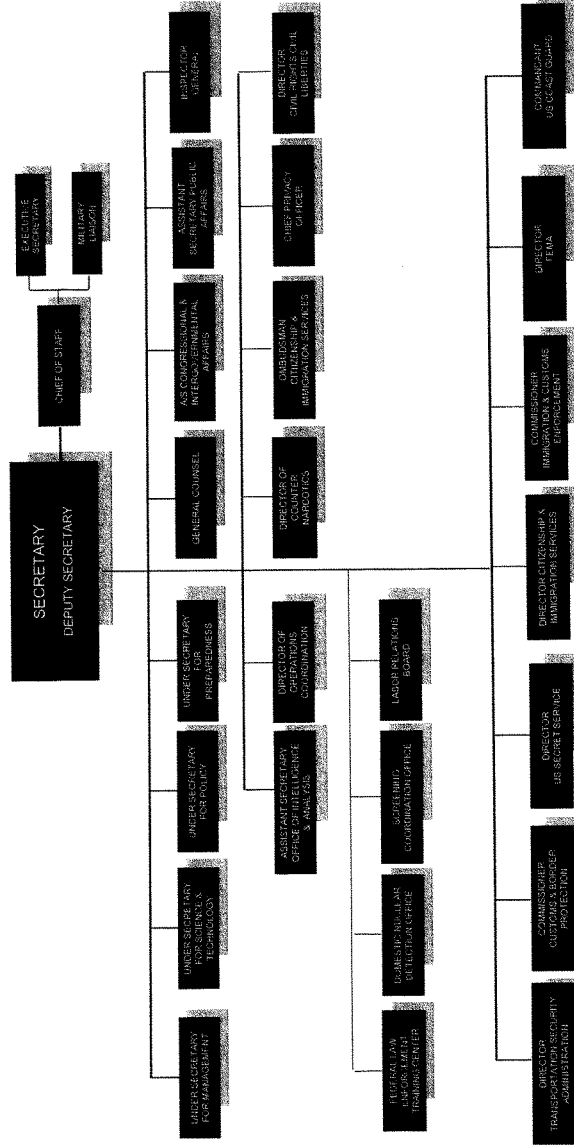 SECRETARY
DEPUTY SECRETARY
CHIEF OF STAFF
EXECUTIVE
SECRETARY
MILITARY
LIAISON
UNDER SECRETARY
FOR MANAGEMENT
UNDER SECRETARY
FOR SCIENCE &
TECHNOLOGY
UNDER SECRETARY
FOR POLICY
UNDER SECRETARY
FOR
PREPAREDNESS
GENERAL COUNSEL
A/S CONGRESSIONAL &
INTERGOVERNMENTAL
AFFAIRS
ASSISTANT
SECRETARY PUBLIC
AFFAIRS
INSPECTOR
GENERAL
ASSISTANT SECRETARY
OFFICE OF INTELLIGENCE
& ANALYSIS
DIRECTOR OF
OPERATIONS
COORDINATION
DIRECTOR OF
COUNTER
NARCOTICS
OMBUDSMAN
CITIZENSHIP &
IMMIGRATION SERVICES
CHIEF PRIVACY
OFFICER
DIRECTOR
CIVIL RIGHTS/CIVIL
LIBERTIES
FEDERAL LAW
ENFORCEMENT
TRAINING CENTER
DOMESTIC NUCLEAR
DETECTION OFFICE
SCREENING
COORDINATION OFFICE
LABOR RELATIONS
BOARD
DIRECTOR
TRANSPORTATION SECURITY
ADMINISTRATION
COMMISSIONER
CUSTOMS & BORDER
PROTECTION
DIRECTOR
US SECRET SERVICE
DIRECTOR CITIZENSHIP &
IMMIGRATION SERVICES
COMMISSIONER
IMMIGRATION & CUSTOMS
ENFORCEMENT
DIRECTOR
FEMA
COMMANDANT
US COAST GUARD